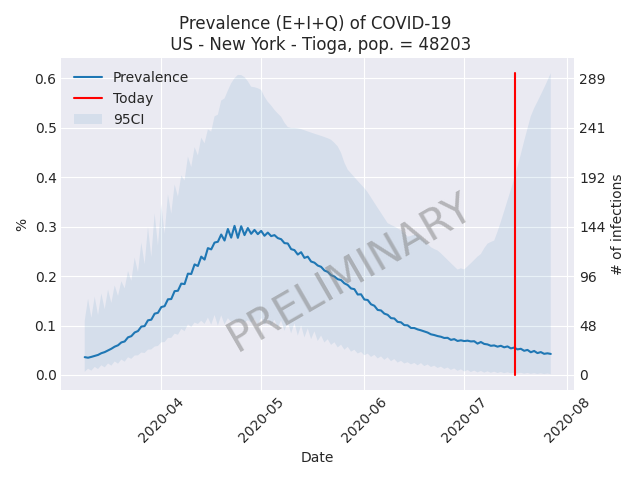 Prevalence (E+I+Q) of COVID-19
US - New York - Tioga, pop. = 48203
Prevalence
Today
95CI
0.6
0.5
0.4
0.3
0.2
0.1
0.0
%
289
241
192
144
96
48
0
# of infections
PRELIMINARY
2020-04
2020-05
2020-06
2020-07
2020-08
Date